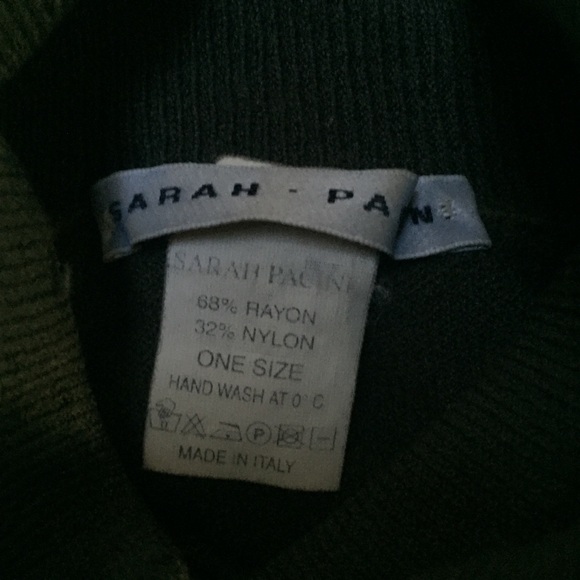 SARAH - PA N
SARAH PACINI
68% RAYON
32% NYLON
ONE SIZE
HAND WASH AT 0° C
P
MADE IN ITALY